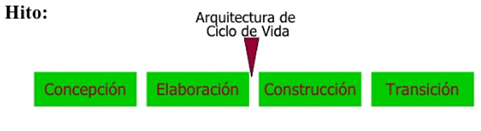 Hito:
Arquitectura de
Ciclo de Vida
Concepción Elaboración Construcción Transición